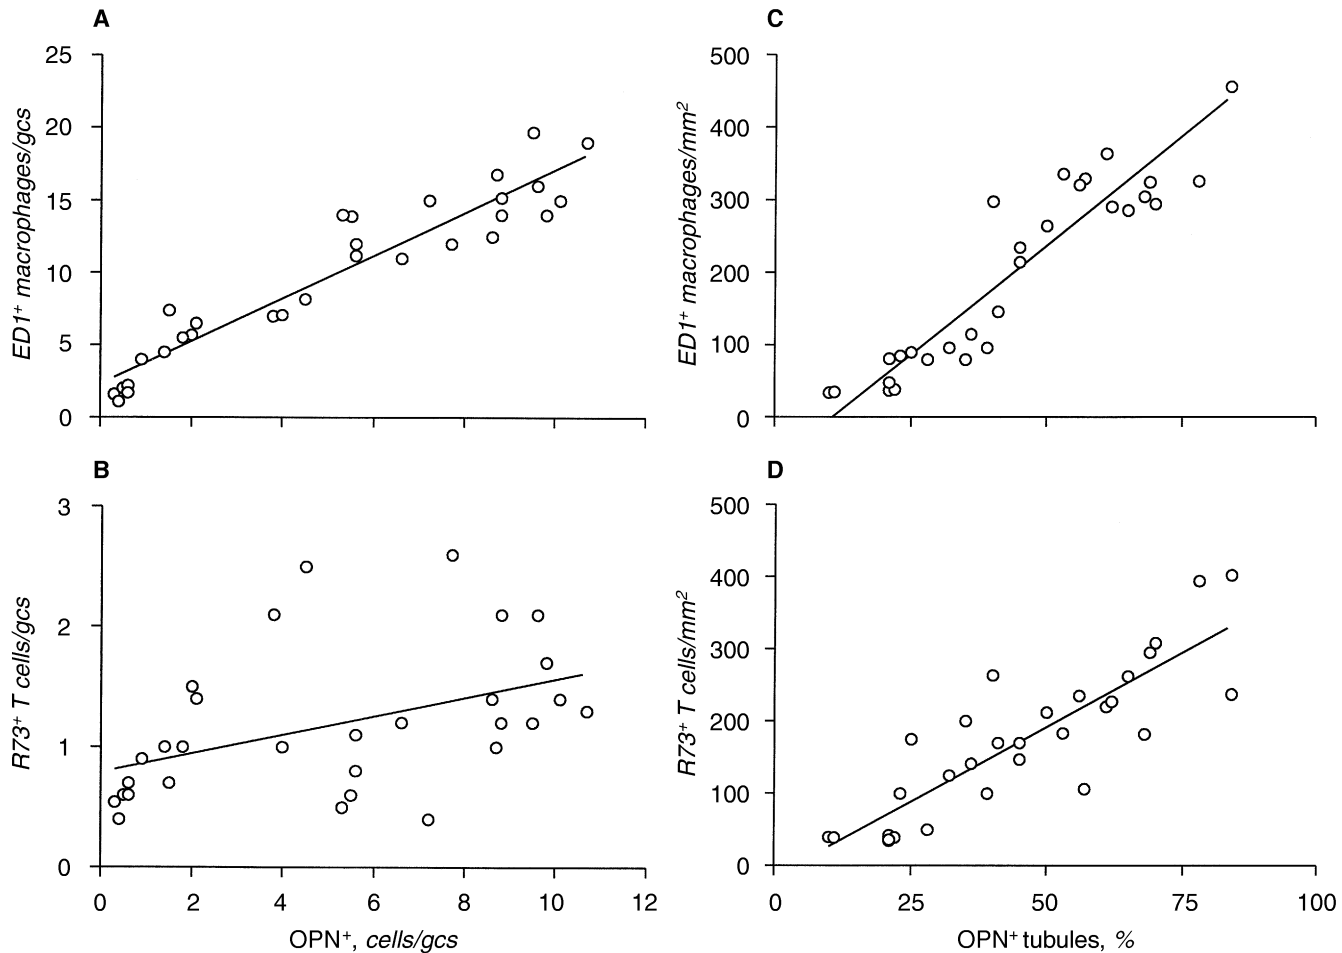 A
25
20
15
10
5
0
ED1+ macrophages/gcs
B
3
2
1
0
R73+ T cells/gcs
0 2 4 6 8 10 12
OPN+, cells/gcs
C
500
400
300
200
100
0
ED1+ macrophages/mm2
D
500
400
300
200
100
0
R73+ T cells/mm2
0 25 50 75 100
OPN+ tubules, %